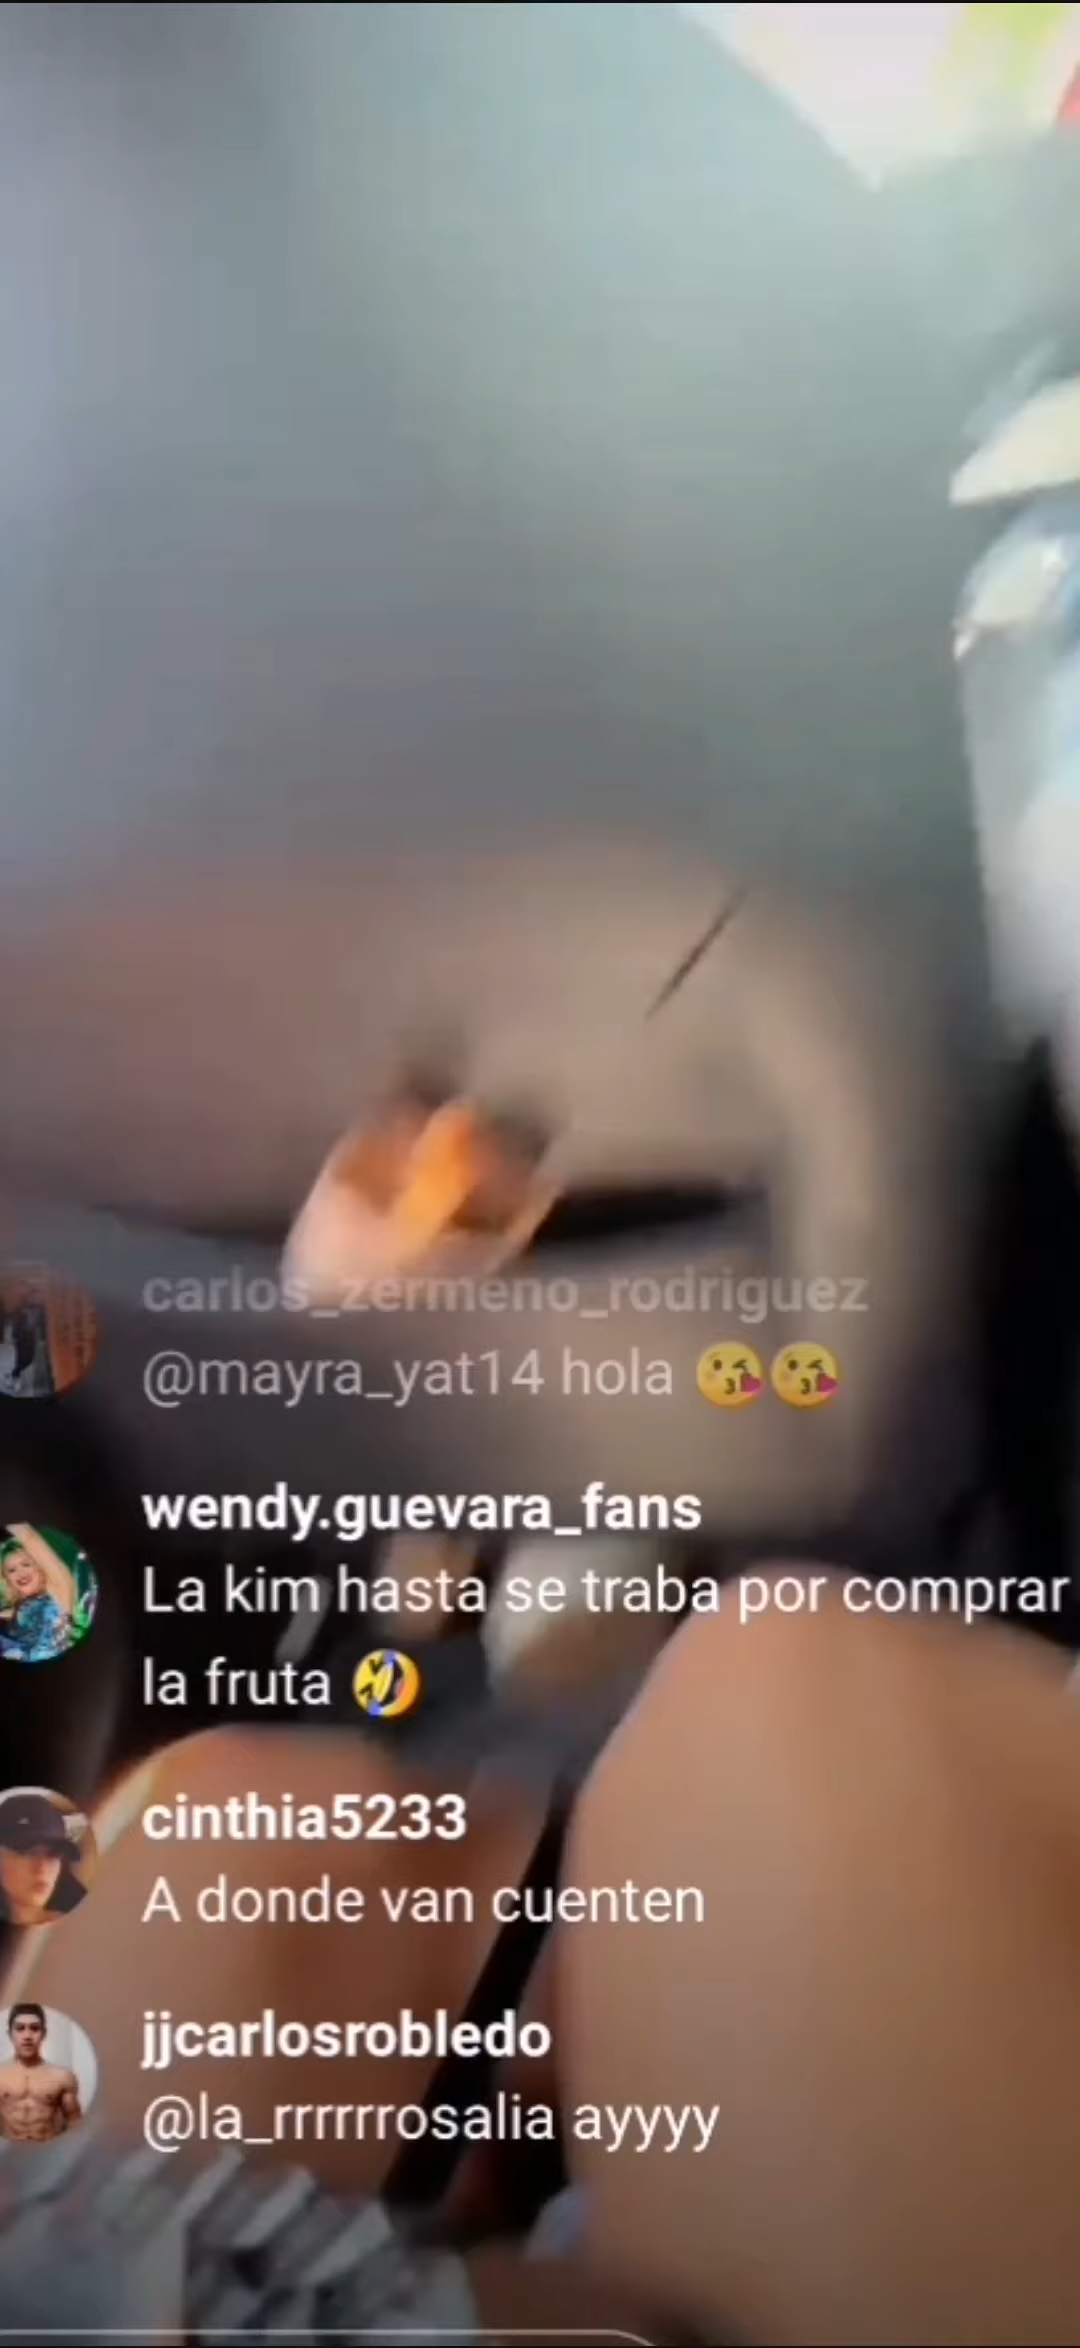 carlos_zermeno_rodriguez
@mayra_yat14 hola 😘😘
wendy.guevara_fans
La kim hasta se traba por comprar
la fruta 🤣
cinthia5233
A donde van cuenten
jjcarlosrobledo
@la_rrrrrrosalia ayyyy